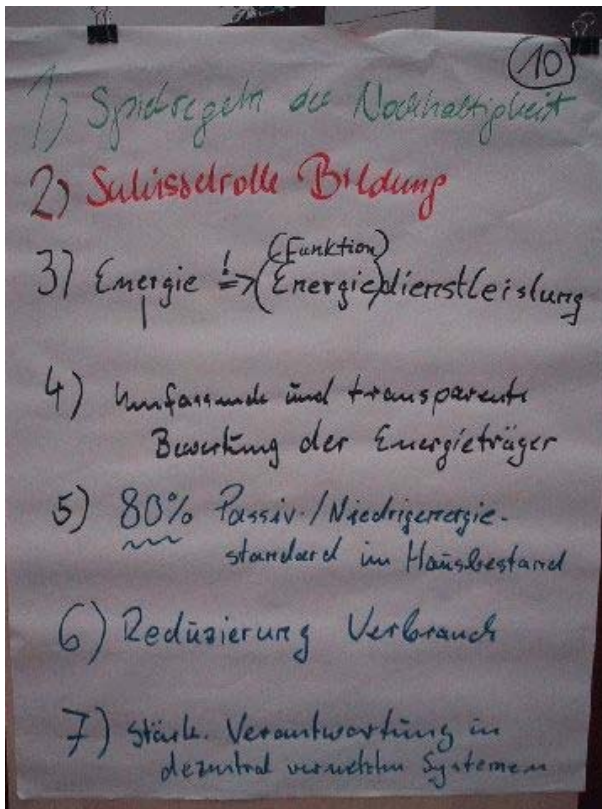 10
1) Spielregeln der Nachhaltigkeit
2) Schlüsselrolle Bildung
(Funktion)
3) Energie !=> (Energie)dienstleistung
4) Umfassende und transparente
Bewertung der Energieträger
5) 80% Passiv-/Niedrigenergie-
standard im Hausbestand
6) Reduzierung Verbrauch
7) Stärk. Verantwortung in
dezentral vernetzten Systemen